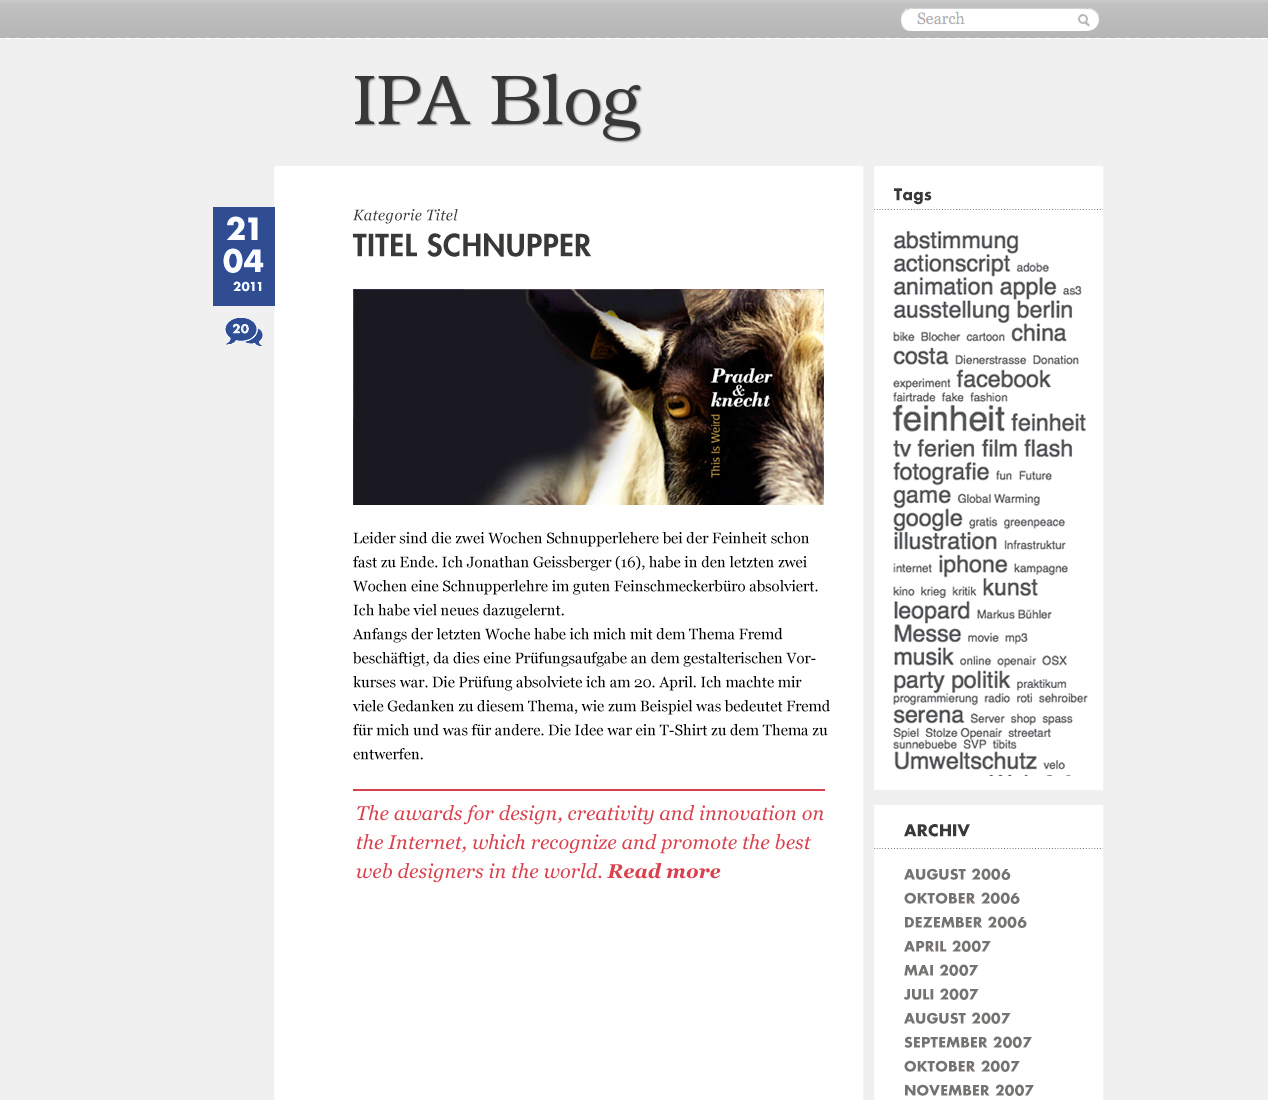 Search
IPA Blog
21
04
2011
20
Kategorie Titel
TITEL SCHNUPPER
Prader
&
knecht
This Is Weird
Leider sind die zwei Wochen Schnupperlehere bei der Feinheit schon
fast zu Ende. Ich Jonathan Geissberger (16), habe in den letzten zwei
Wochen eine Schnupperlehre im guten Feinschmeckerbüro absolviert.
Ich habe viel neues dazugelernt.
Anfangs der letzten Woche habe ich mich mit dem Thema Fremd
beschäftigt, da dies eine Prüfungsaufgabe an dem gestalterischen Vor-
kurses war. Die Prüfung absolviete ich am 20. April. Ich machte mir
viele Gedanken zu diesem Thema, wie zum Beispiel was bedeutet Fremd
für mich und was für andere. Die Idee war ein T-Shirt zu dem Thema zu
entwerfen.
The awards for design, creativity and innovation on
the Internet, which recognize and promote the best
web designers in the world. Read more
Tags
abstimmung
actionscript adobe
animation apple as3
ausstellung berlin
bike Blocher cartoon china
costa Dienerstrasse Donation
experiment facebook
fairtrade fake fashion
feinheit feinheit
tv ferien film flash
fotografie fun Future
game Global Warming
google gratis greenpeace
illustration Infrastruktur
internet iphone kampagne
kino krieg kritik kunst
leopard Markus Bühler
Messe movie mp3
musik online openair OSX
party politik praktikum
programmierung radio roti sehroiber
serena Server shop spass
Spiel Stolze Openair streetart
sunnebuebe SVP tibits
Umweltschutz velo
ARCHIV
AUGUST 2006
OKTOBER 2006
DEZEMBER 2006
APRIL 2007
MAI 2007
JULI 2007
AUGUST 2007
SEPTEMBER 2007
OKTOBER 2007
NOVEMBER 2007